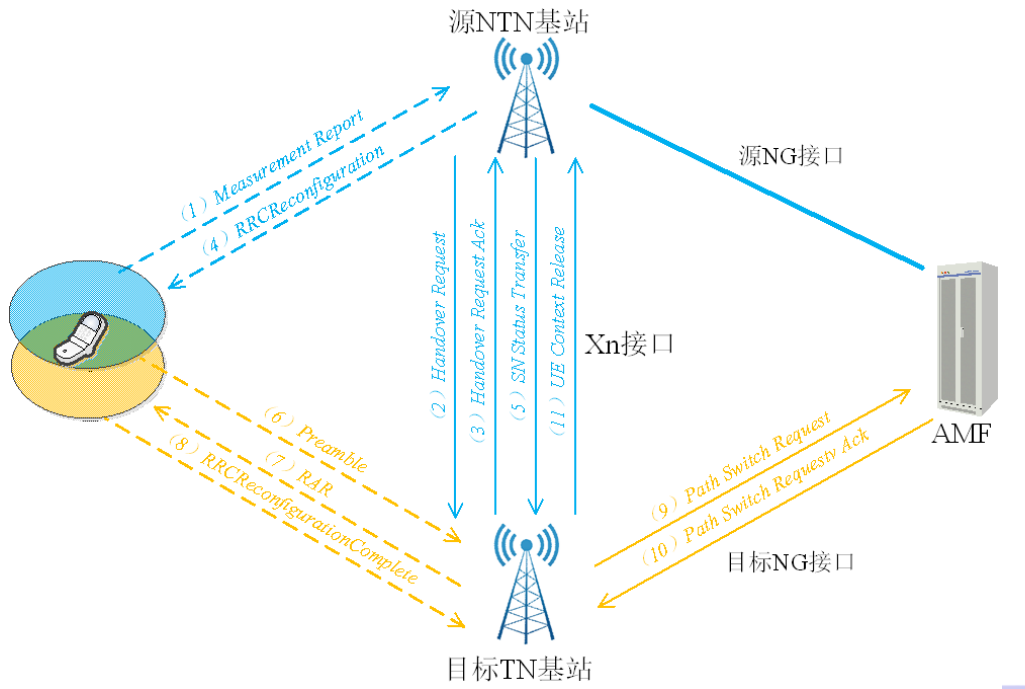 源NTN基站
(1) Measurement Report
(4) RRCReconfiguration
源NG接口
(2) Handover Request
(3) Handover Request Ack
(5) SN Status Transfer
(11) UE Context Release
Xn接口
AMF
(6) Preamble
(7) RAR
(8) RRCReconfigurationComplete
(9) Path Switch Request
(10) Path Switch Requestv Ack
目标NG接口
目标TN基站